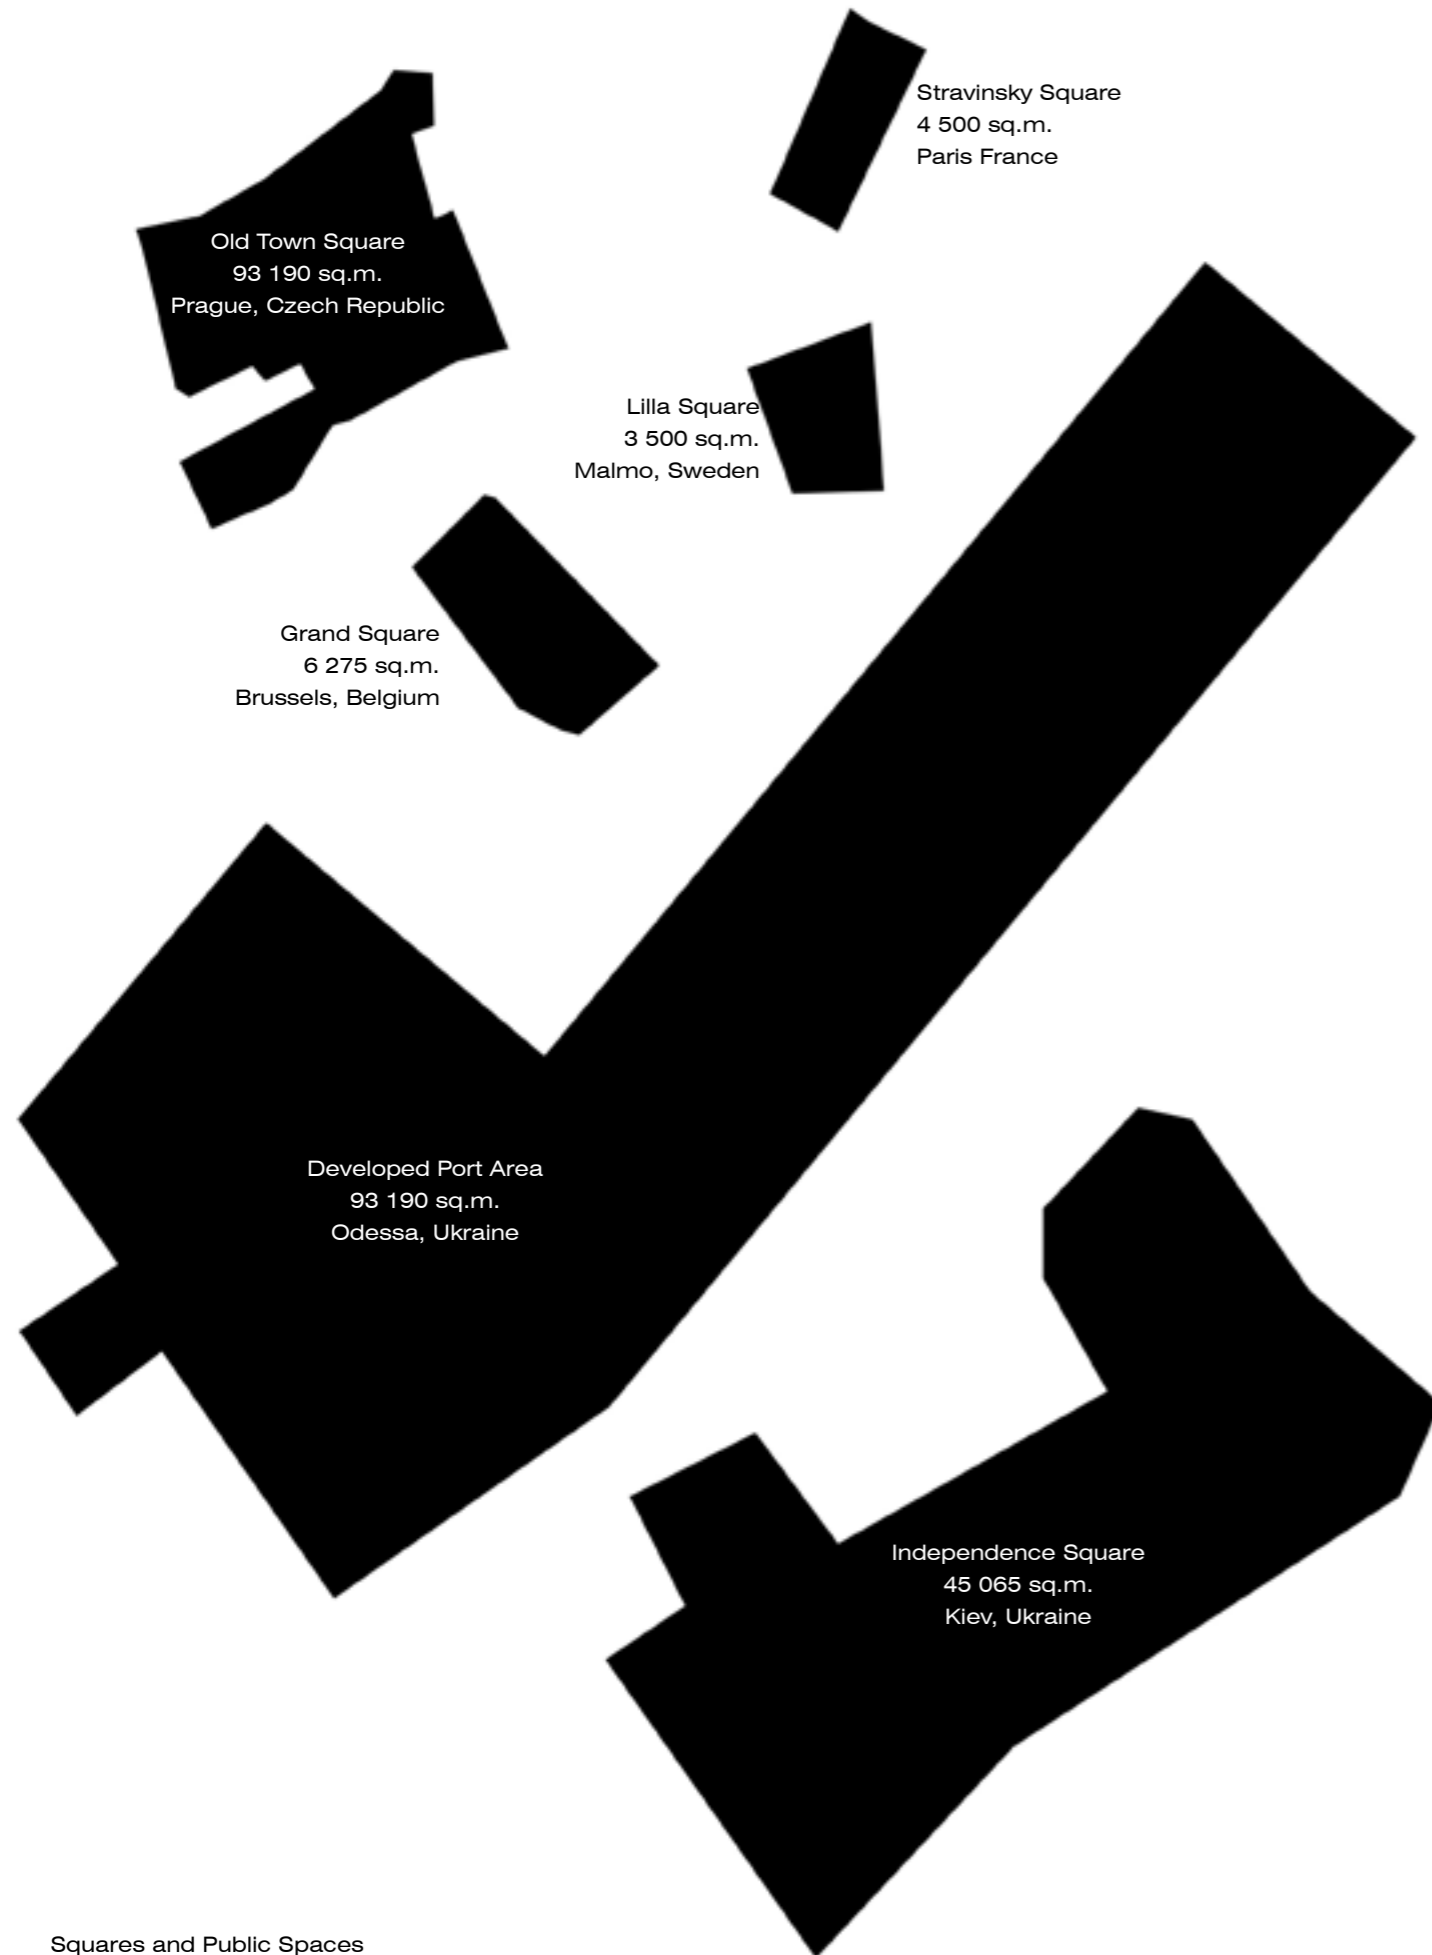 Stravinsky Square
4 500 sq.m.
Paris France
Old Town Square
93 190 sq.m.
Prague, Czech Republic
Lilla Square
3 500 sq.m.
Malmo, Sweden
Grand Square
6 275 sq.m.
Brussels, Belgium
Developed Port Area
93 190 sq.m.
Odessa, Ukraine
Independence Square
45 065 sq.m.
Kiev, Ukraine
Squares and Public Spaces